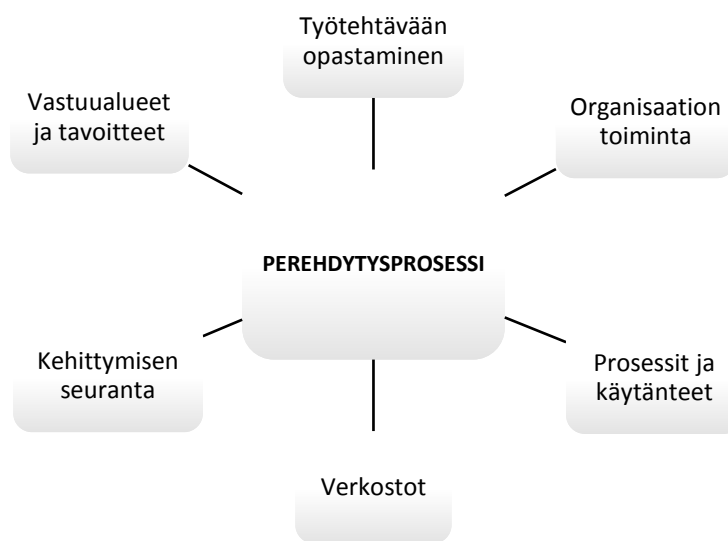 Työtehtävään
opastaminen
Vastuualueet
ja tavoitteet
Organisaation
toiminta
PEREHDYTYSPROSESSI
Kehittymisen
seuranta
Prosessit ja
käytänteet
Verkostot